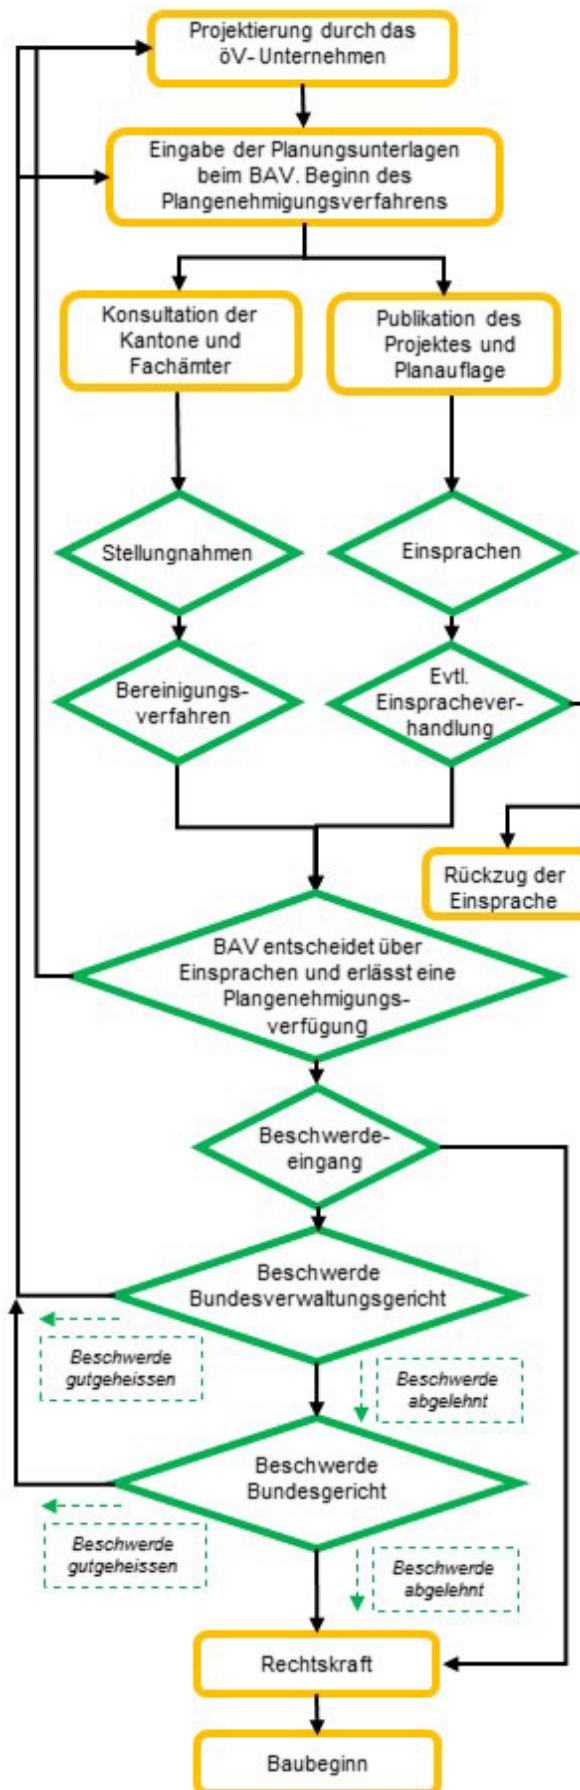 Projektierung durch das
öV- Unternehmen
Eingabe der Planungsunterlagen
beim BAV. Beginn des
Plangenehmigungsverfahrens
Konsultation der
Kantone und
Fachämter
Publikation des
Projektes und
Planauflage
Stellungnahmen
Einsprachen
Bereinigungs-
verfahren
Evtl.
Einsprachever-
handlung
Rückzug der
Einsprache
BAV entscheidet über
Einsprachen und erlässt eine
Plangenehmigungs-
verfügung
Beschwerde-
eingang
Beschwerde
Bundesverwaltungsgericht
Beschwerde
gutgeheissen
Beschwerde
abgelehnt
Beschwerde
Bundesgericht
Beschwerde
gutgeheissen
Beschwerde
abgelehnt
Rechtskraft
Baubeginn